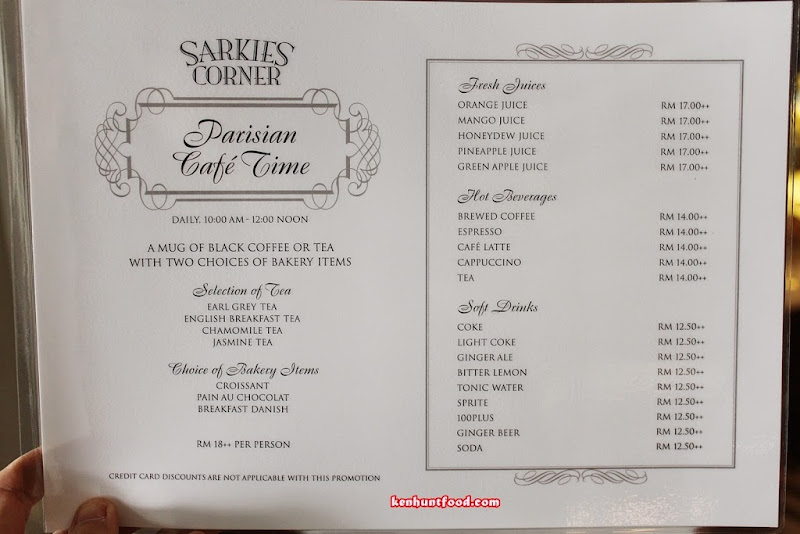 SARKIES
CORNER
Parisian
Café Time
DAILY, 10:00 AM - 12:00 NOON
A MUG OF BLACK COFFEE OR TEA
WITH TWO CHOICES OF BAKERY ITEMS
Selection of Tea
EARL GREY TEA
ENGLISH BREAKFAST TEA
CHAMOMILE TEA
JASMINE TEA
Choice of Bakery Items
CROISSANT
PAIN AU CHOCOLAT
BREAKFAST DANISH
RM 18++ PER PERSON
CREDIT CARD DISCOUNTS ARE NOT APPLICABLE WITH THIS PROMOTION
Fresh Juices
ORANGE JUICE RM 17.00++
MANGO JUICE RM 17.00++
HONEYDEW JUICE RM 17.00++
PINEAPPLE JUICE RM 17.00++
GREEN APPLE JUICE RM 17.00++
Hot Beverages
BREWED COFFEE RM 14.00++
ESPRESSO RM 14.00++
CAFÉ LATTE RM 14.00++
CAPPUCCINO RM 14.00++
TEA RM 14.00++
Soft Drinks
COKE RM 12.50++
LIGHT COKE RM 12.50++
GINGER ALE RM 12.50++
BITTER LEMON RM 12.50++
TONIC WATER RM 12.50++
SPRITE RM 12.50++
100PLUS RM 12.50++
GINGER BEER RM 12.50++
SODA RM 12.50++
kenhuntfood.com